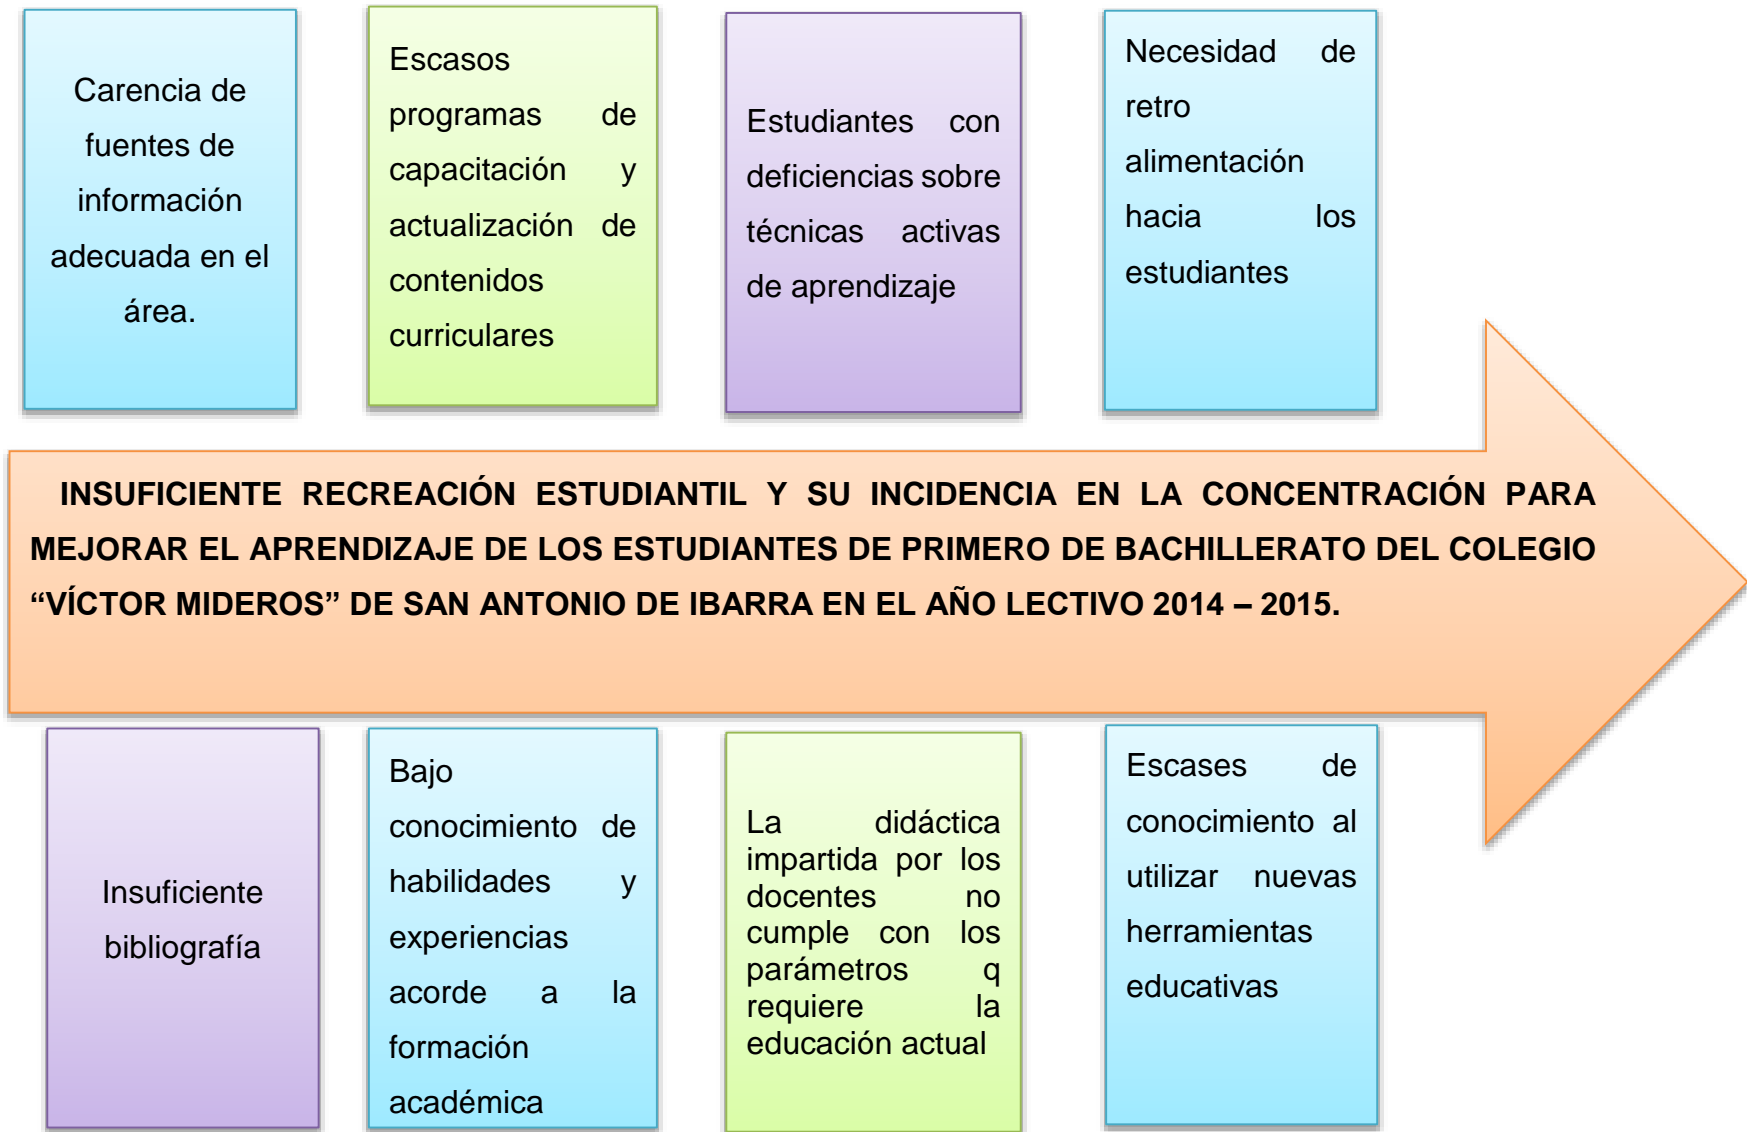 Carencia de
fuentes de
información
adecuada en el
área.
Escasos
programas de
capacitación y
actualización de
contenidos
curriculares
Estudiantes con
deficiencias sobre
técnicas activas
de aprendizaje
Necesidad de
retro
alimentación
hacia los
estudiantes
INSUFICIENTE RECREACIÓN ESTUDIANTIL Y SU INCIDENCIA EN LA CONCENTRACIÓN PARA
MEJORAR EL APRENDIZAJE DE LOS ESTUDIANTES DE PRIMERO DE BACHILLERATO DEL COLEGIO
“VÍCTOR MIDEROS” DE SAN ANTONIO DE IBARRA EN EL AÑO LECTIVO 2014 – 2015.
Insuficiente
bibliografía
Bajo
conocimiento de
habilidades y
experiencias
acorde a la
formación
académica
La didáctica
impartida por los
docentes no
cumple con los
parámetros q
requiere la
educación actual
Escases de
conocimiento al
utilizar nuevas
herramientas
educativas